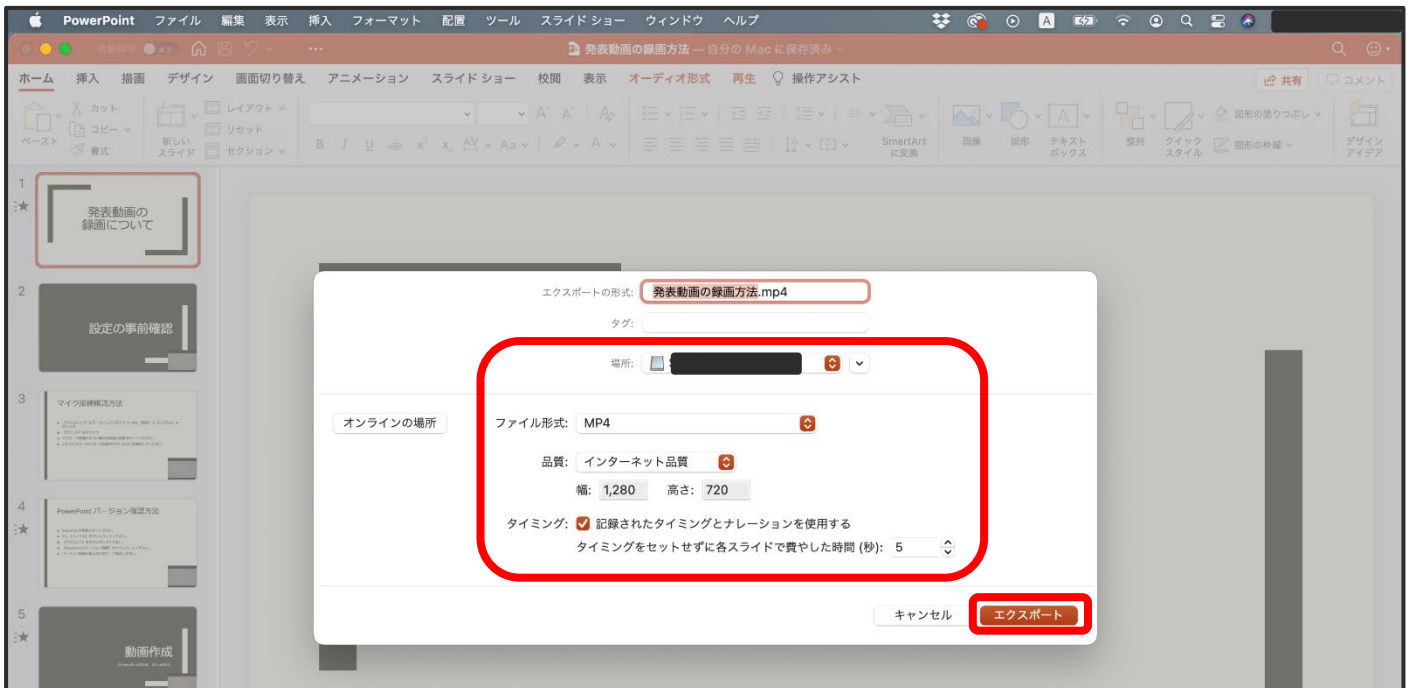 PowerPoint ファイル 編集 表示 挿入 フォーマット 配置 ツール スライド ショー ウィンドウ ヘルプ
自動保存 オフ ... 発表動画の録画方法 — 自分の Mac に保存済み
ホーム 挿入 描画 デザイン 画面切り替え アニメーション スライド ショー 校閲 表示 オーディオ形式 再生 操作アシスト 共有 コメント
ペースト カット コピー 書式
新しい スライド レイアウト リセット セクション
SmartArt に変換 画像 図形 テキスト ボックス 整列 クイック スタイル 図形の塗りつぶし 図形の枠線 デザイン アイデア
1
発表動画の
録画について
2
設定の事前確認
3
マイク接続確認方法
4
PowerPoint バージョン確認方法
5
動画作成
エクスポートの形式: 発表動画の録画方法.mp4
タグ:
場所:
オンラインの場所
ファイル形式: MP4
品質: インターネット品質
幅: 1,280 高さ: 720
タイミング: 記録されたタイミングとナレーションを使用する
タイミングをセットせずに各スライドで費やした時間 (秒): 5
キャンセル エクスポート